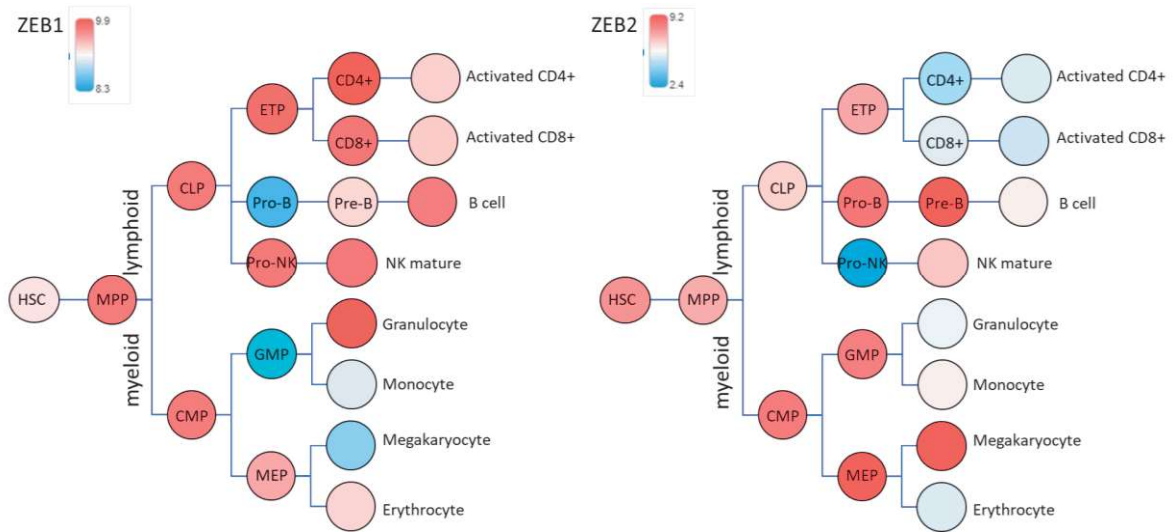 ZEB1
9.9
8.3
HSC
MPP
lymphoid
myeloid
CLP
CMP
ETP
Pro-B
Pro-NK
GMP
MEP
CD4+
CD8+
Pre-B
Activated CD4+
Activated CD8+
B cell
NK mature
Granulocyte
Monocyte
Megakaryocyte
Erythrocyte
ZEB2
9.2
2.4
HSC
MPP
lymphoid
myeloid
CLP
CMP
ETP
Pro-B
Pro-NK
GMP
MEP
CD4+
CD8+
Pre-B
Activated CD4+
Activated CD8+
B cell
NK mature
Granulocyte
Monocyte
Megakaryocyte
Erythrocyte